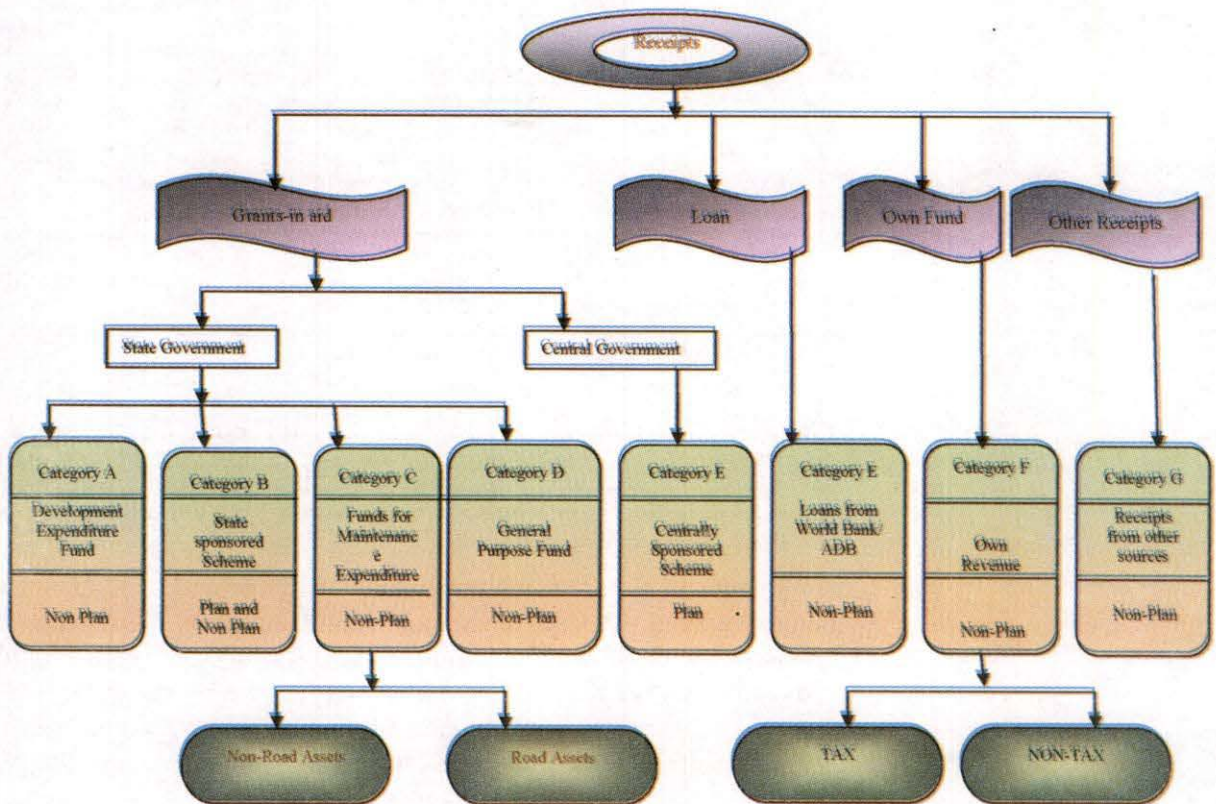 Receipts
Grants-in aid
Loan
Own Fund
Other Receipts
State Government
Central Government
Category A
Development
Expenditure
Fund
Non Plan
Category B
State
sponsored
Scheme
Plan and
Non Plan
Category C
Funds for
Maintenanc
e
Expenditure
Non-Plan
Category D
General
Purpose Fund
Non-Plan
Category E
Centrally
Sponsored
Scheme
Plan
Category E
Loans from
World Bank/
ADB
Non-Plan
Category F
Own
Revenue
Non-Plan
Category G
Receipts
from other
sources
Non-Plan
Non-Road Assets
Road Assets
TAX
NON-TAX